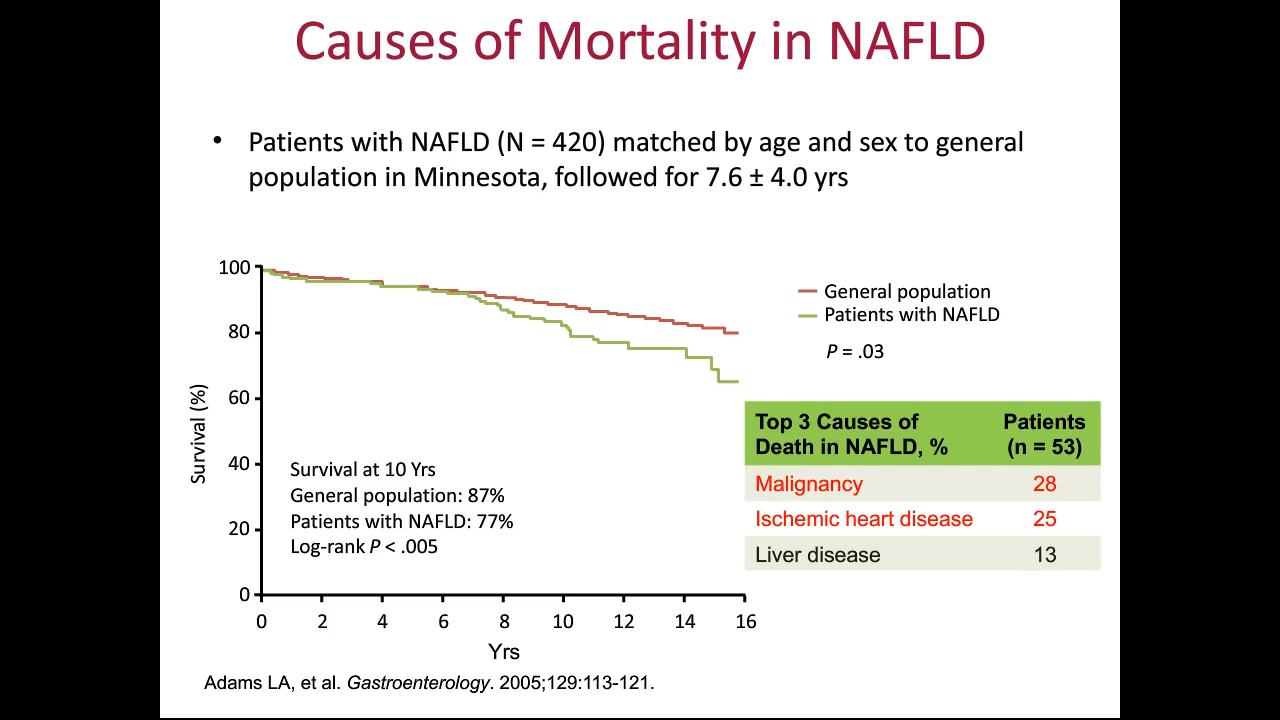 Causes of Mortality in NAFLD
• Patients with NAFLD (N = 420) matched by age and sex to general
population in Minnesota, followed for 7.6 ± 4.0 yrs
100
80
60
40
20
0
Survival (%)
0 2 4 6 8 10 12 14 16
Yrs
General population
Patients with NAFLD
P = .03
Survival at 10 Yrs
General population: 87%
Patients with NAFLD: 77%
Log-rank P < .005
Top 3 Causes of Patients
Death in NAFLD, % (n = 53)
Malignancy 28
Ischemic heart disease 25
Liver disease 13
Adams LA, et al. Gastroenterology. 2005;129:113-121.